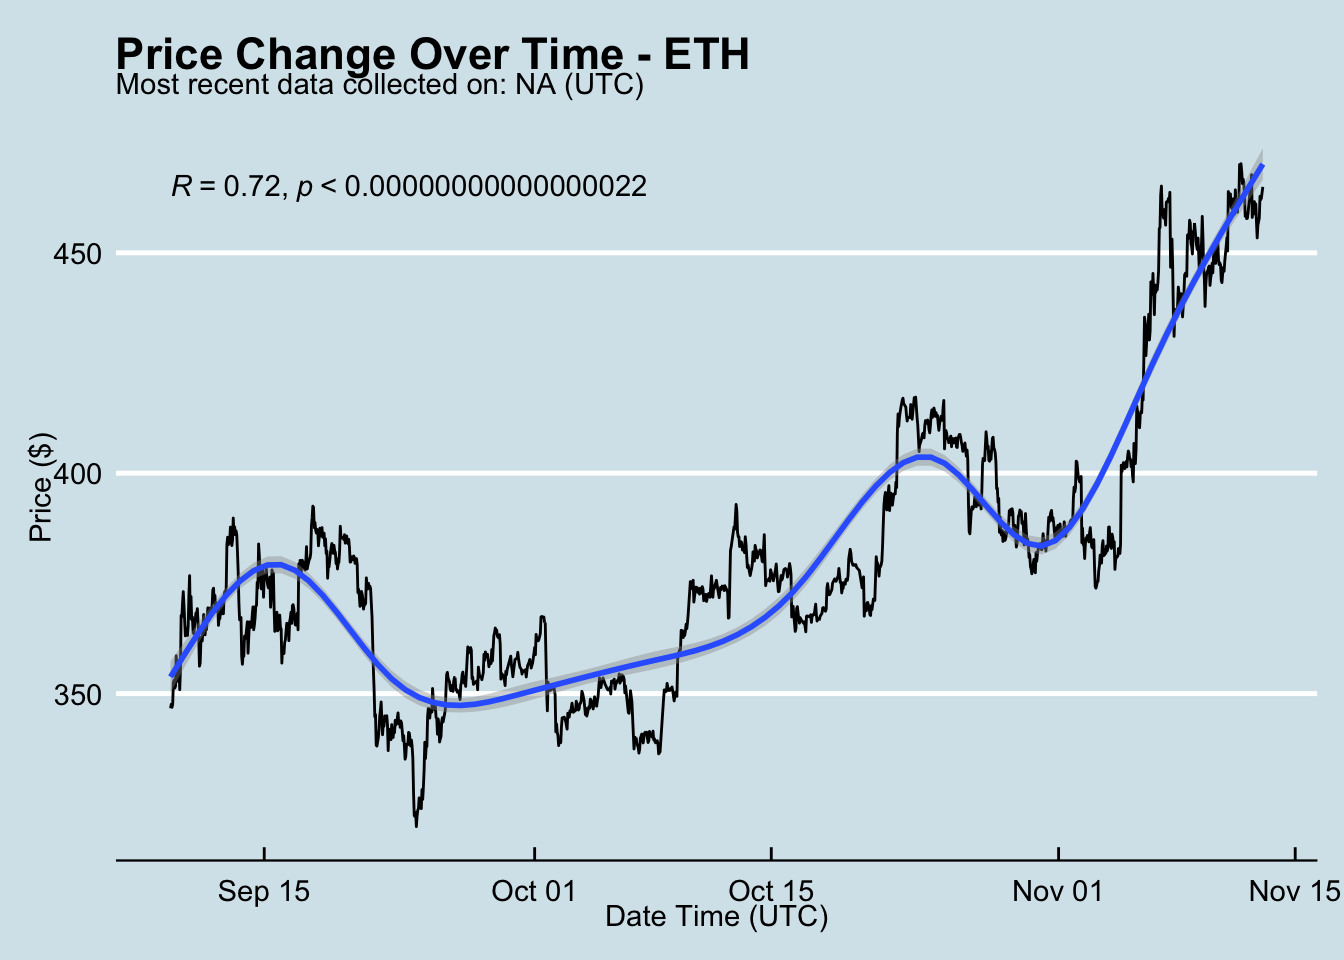 Price Change Over Time - ETH
Most recent data collected on: NA (UTC)
R = 0.72, p < 0.00000000000000022
450
400
350
Price ($)
Sep 15
Oct 01
Oct 15
Nov 01
Nov 15
Date Time (UTC)